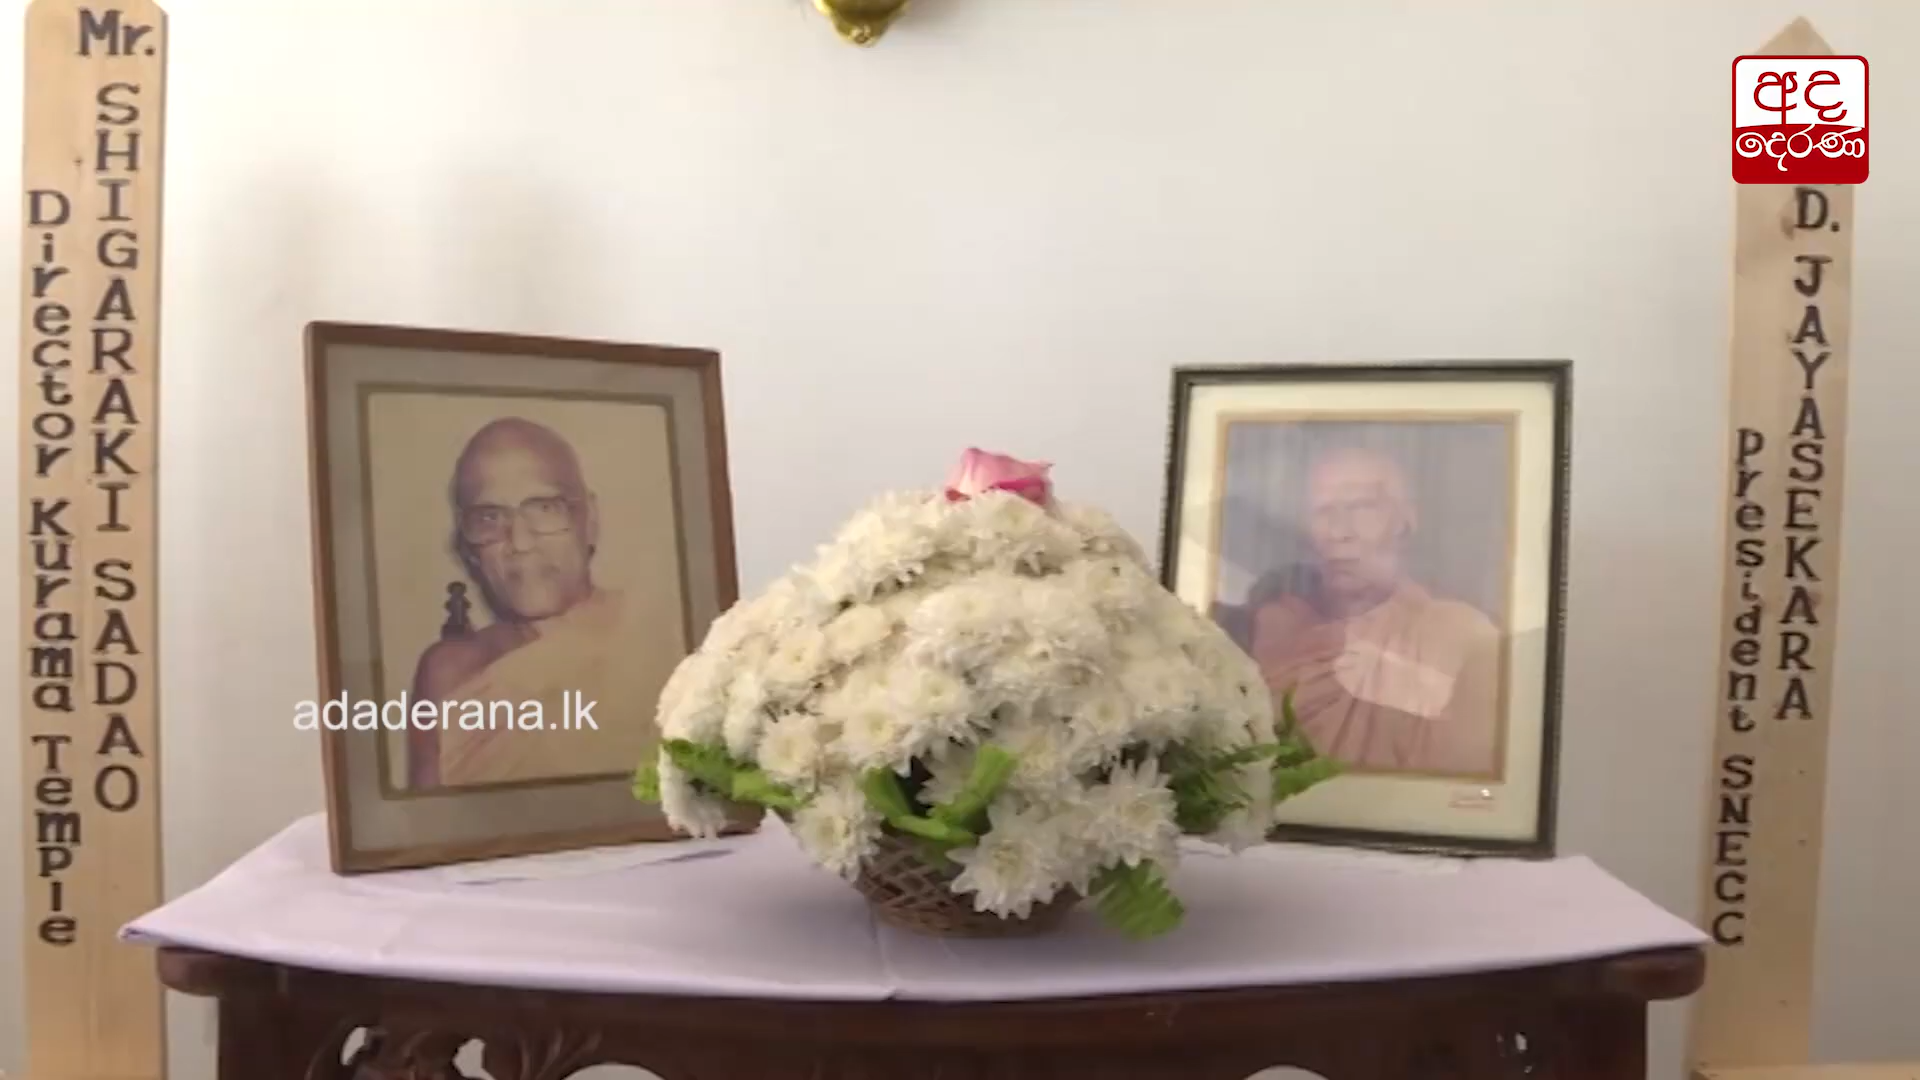 Mr.
SHIGARAKI SADAO
Director Kurama Temple
අද
දෙරණ
D. JAYASEKARA
President SNECC
adaderana.lk